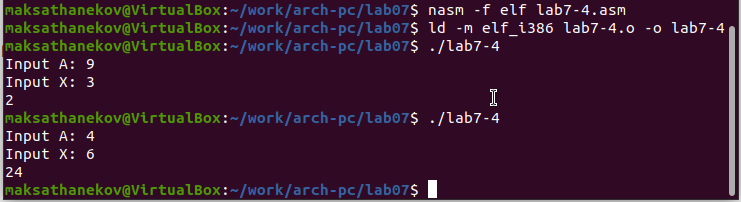 maksathanekov@VirtualBox:~/work/arch-pc/lab07$ nasm -f elf lab7-4.asm
maksathanekov@VirtualBox:~/work/arch-pc/lab07$ ld -m elf_i386 lab7-4.o -o lab7-4
maksathanekov@VirtualBox:~/work/arch-pc/lab07$ ./lab7-4
Input A: 9
Input X: 3
2
maksathanekov@VirtualBox:~/work/arch-pc/lab07$ ./lab7-4
Input A: 4
Input X: 6
24
maksathanekov@VirtualBox:~/work/arch-pc/lab07$